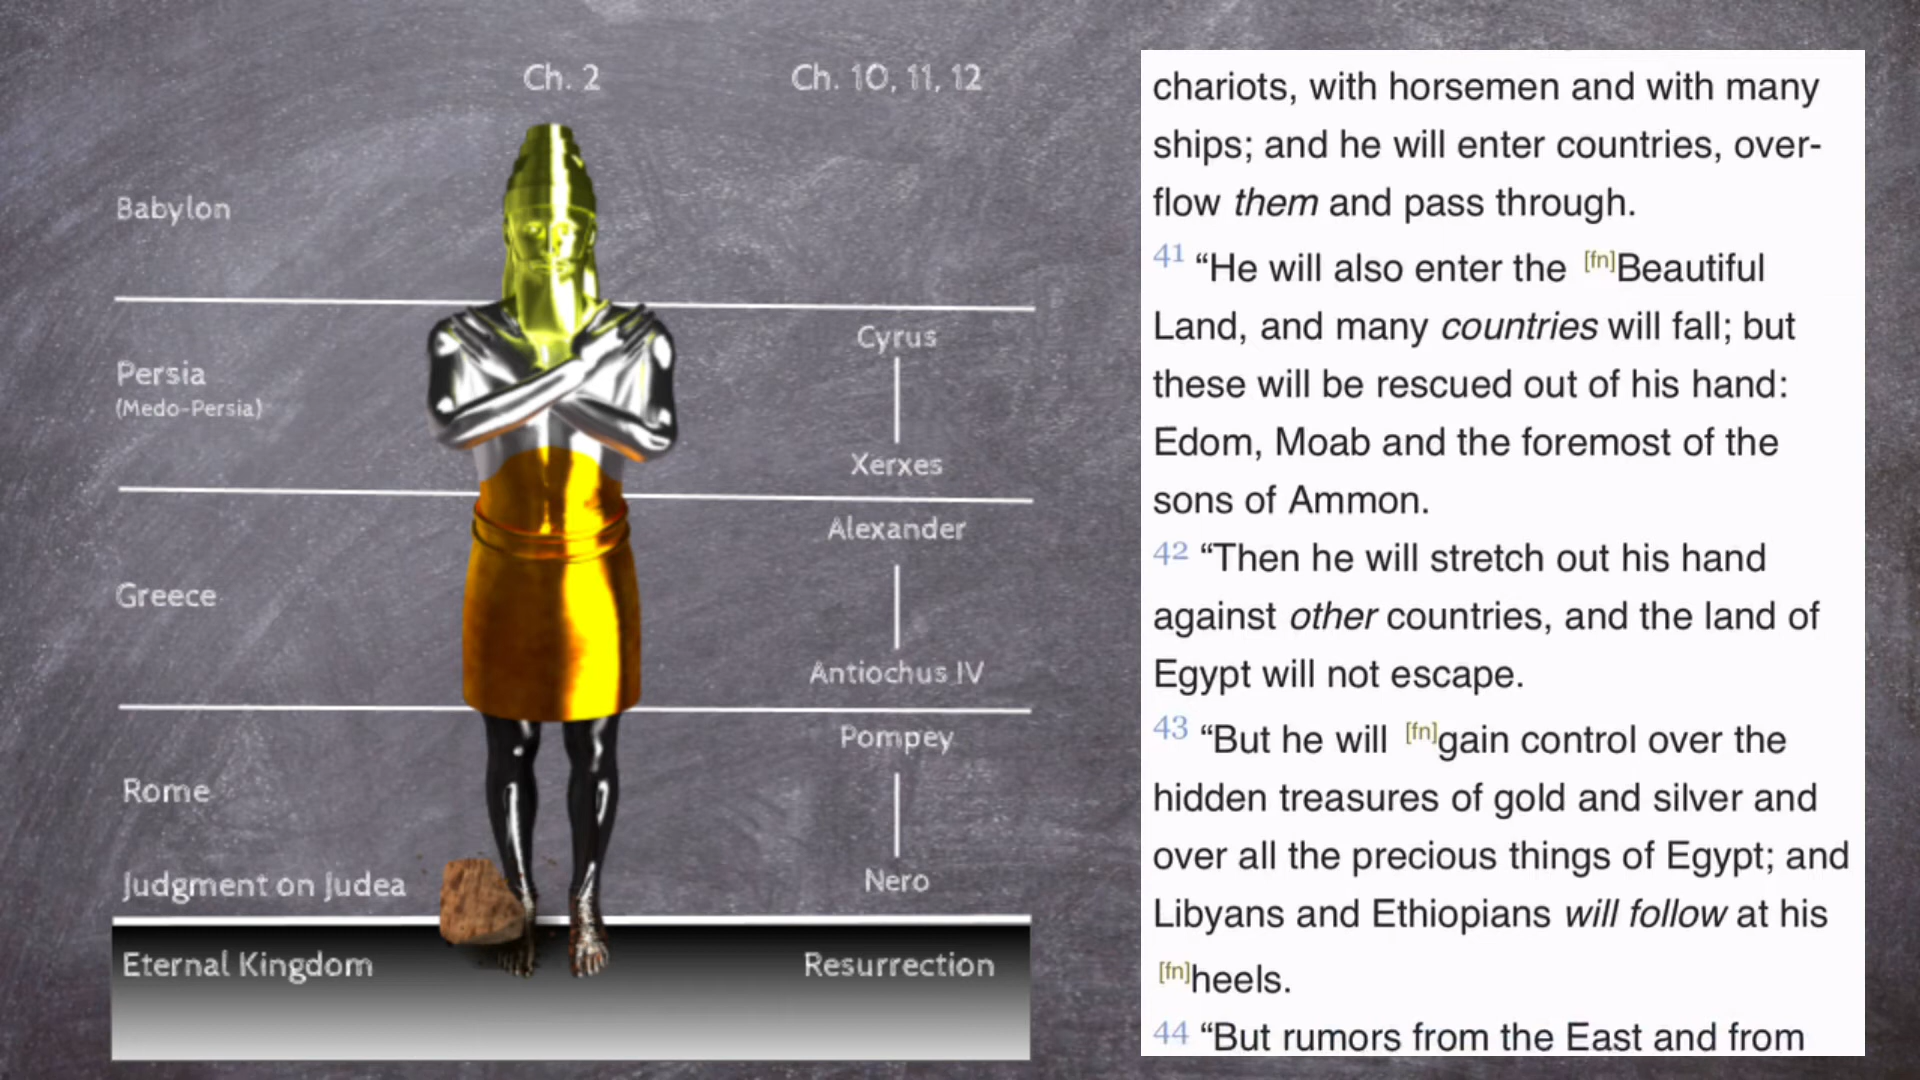 Ch. 2
Ch. 10, 11, 12
Babylon
Persia
(Medo-Persia)
Cyrus
Xerxes
Greece
Alexander
Antiochus IV
Rome
Pompey
Nero
Judgment on Judea
Eternal Kingdom
Resurrection
chariots, with horsemen and with many
ships; and he will enter countries, over-
flow them and pass through.
41 “He will also enter the [fn]Beautiful
Land, and many countries will fall; but
these will be rescued out of his hand:
Edom, Moab and the foremost of the
sons of Ammon.
42 “Then he will stretch out his hand
against other countries, and the land of
Egypt will not escape.
43 “But he will [fn]gain control over the
hidden treasures of gold and silver and
over all the precious things of Egypt; and
Libyans and Ethiopians will follow at his
[fn]heels.
44 “But rumors from the East and from